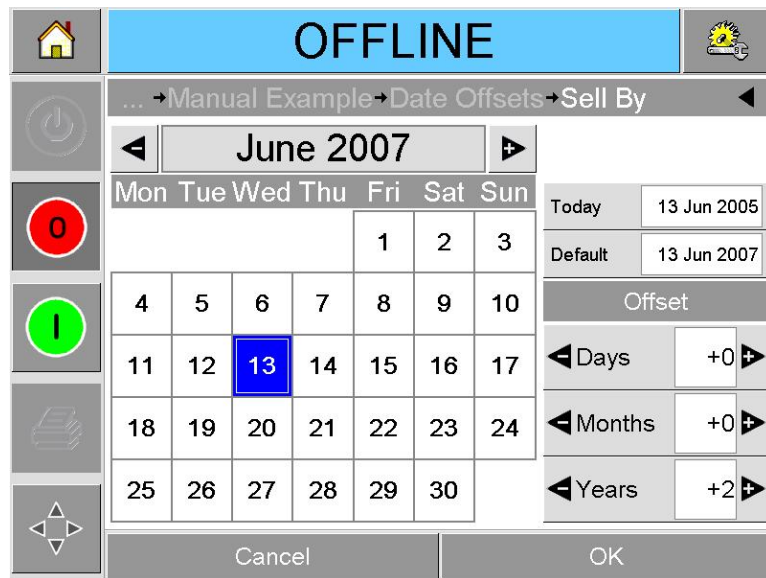 OFFLINE
... →Manual Example→Date Offsets→Sell By
June 2007
Mon Tue Wed Thu Fri Sat Sun
1 2 3
4 5 6 7 8 9 10
11 12 13 14 15 16 17
18 19 20 21 22 23 24
25 26 27 28 29 30
Today 13 Jun 2005
Default 13 Jun 2007
Offset
Days +0
Months +0
Years +2
0
I
Cancel OK